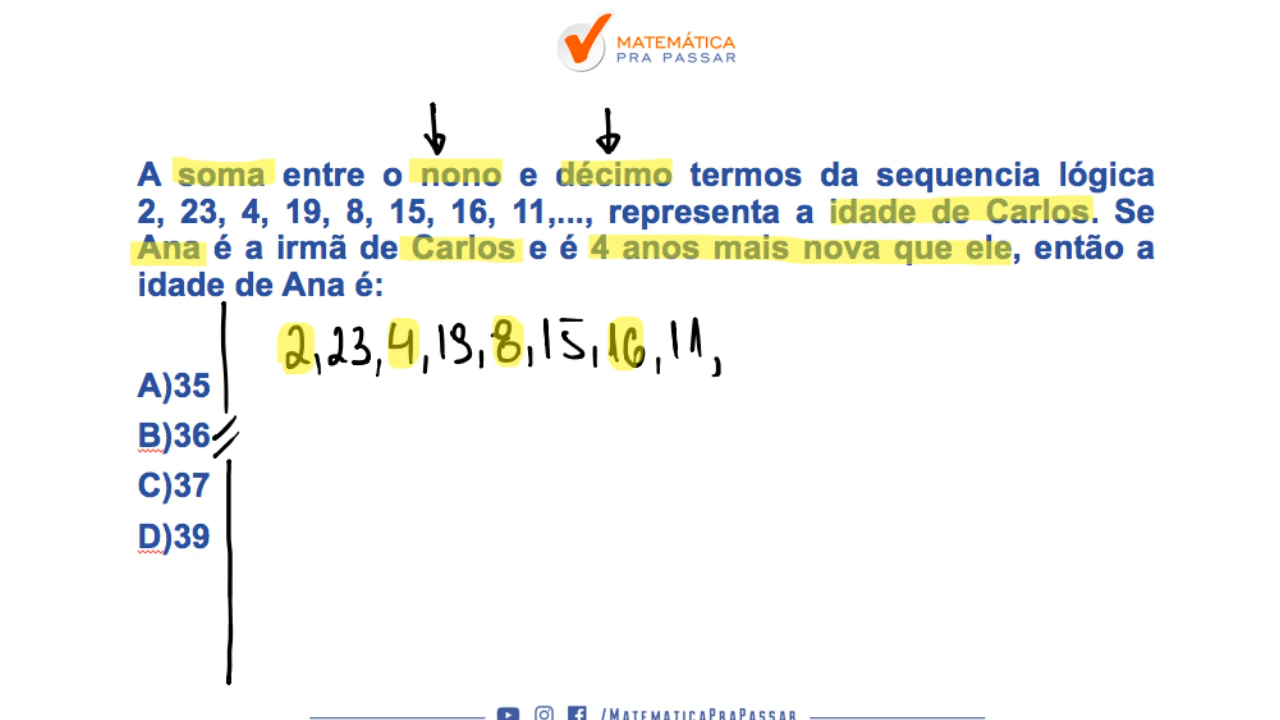 MATEMÁTICA
PRA PASSAR
A soma entre o nono e décimo termos da sequencia lógica
2, 23, 4, 19, 8, 15, 16, 11,..., representa a idade de Carlos. Se
Ana é a irmã de Carlos e é 4 anos mais nova que ele, então a
idade de Ana é:
2, 23, 4, 19, 8, 15, 16, 11,
A)35
B)36
C)37
D)39
/MATEMATICAPRAPASSAR